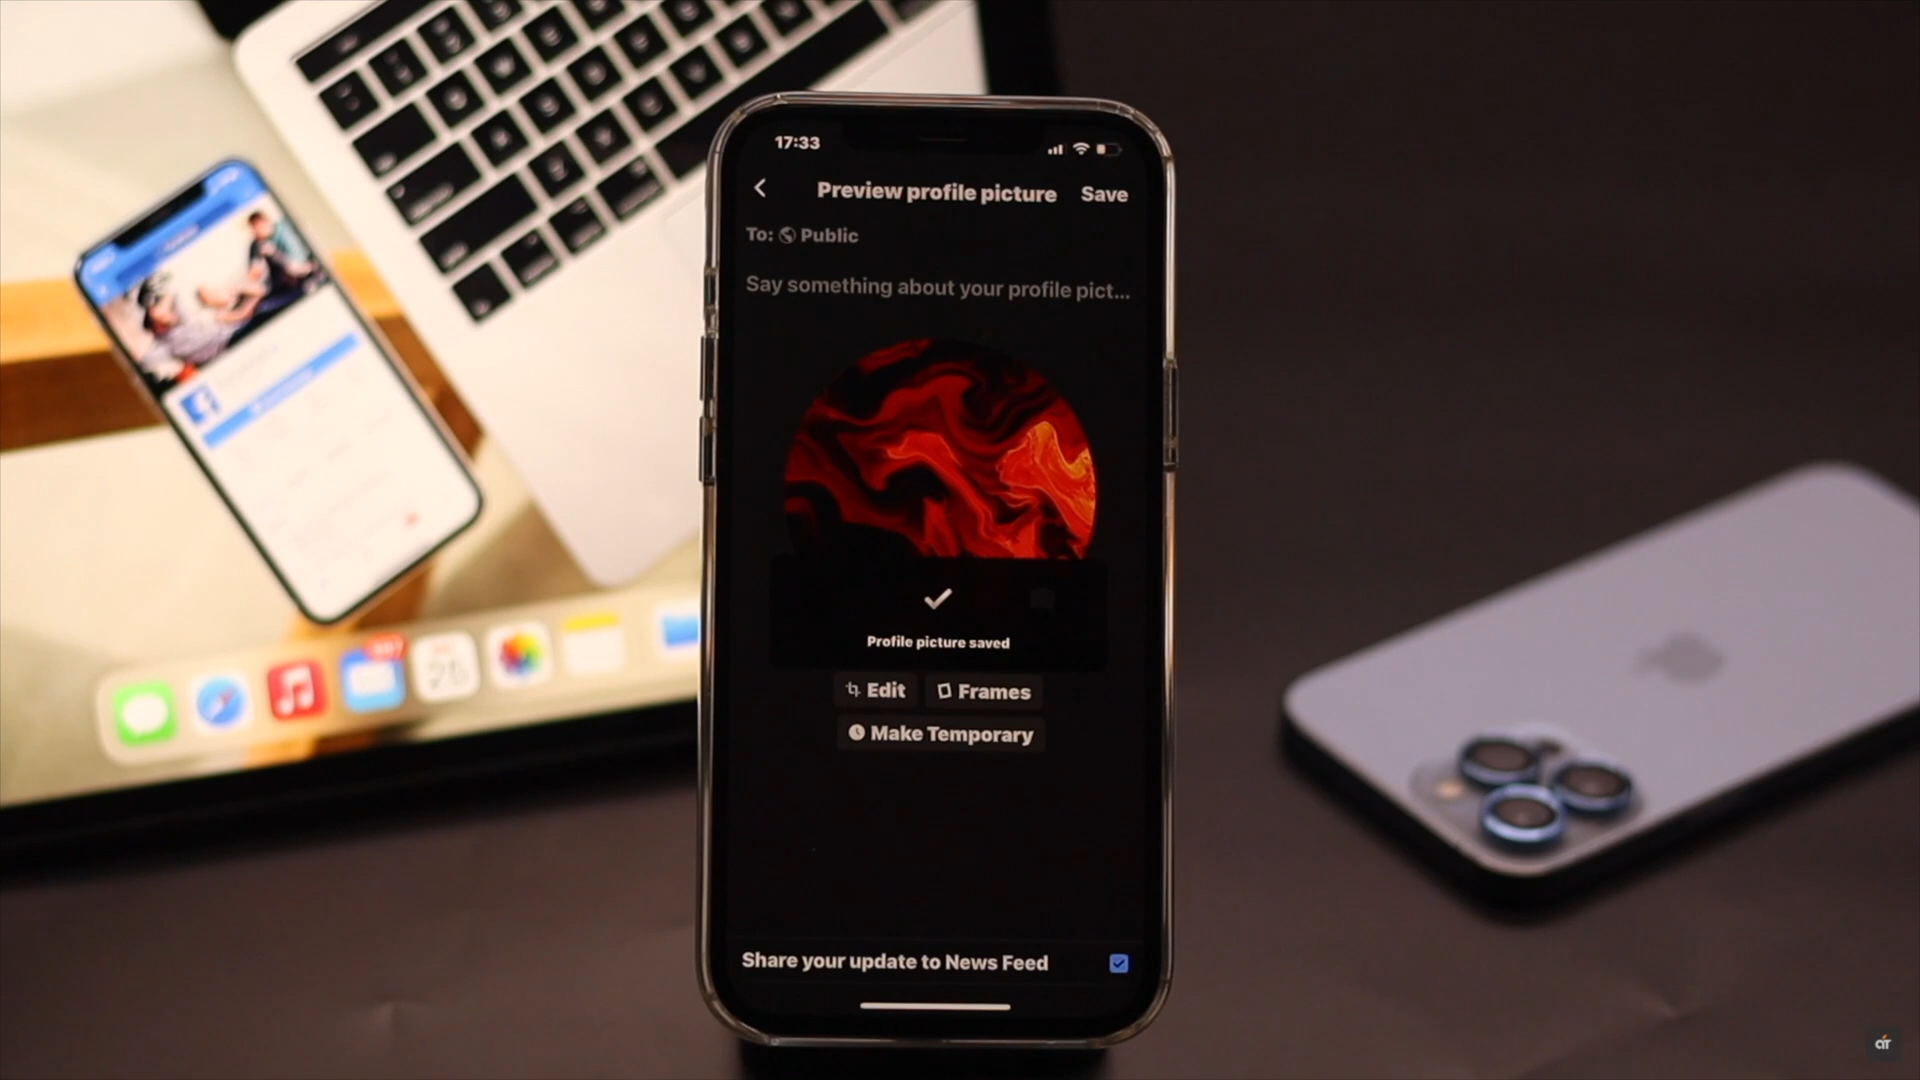 17:33
Preview profile picture Save
To: Public
Say something about your profile pict...
Profile picture saved
Edit Frames
Make Temporary
Share your update to News Feed
ar